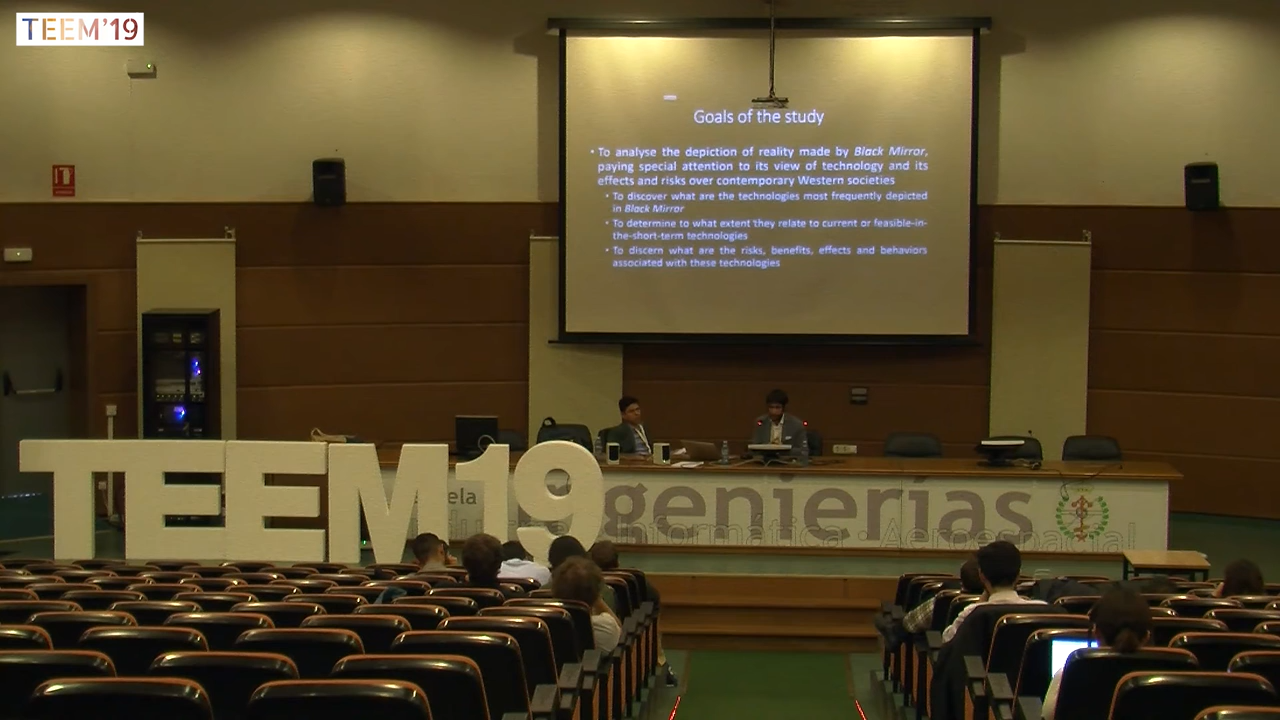 TEEM'19
Goals of the study
• To analyse the depiction of reality made by Black Mirror,
paying special attention to its view of technology and its
effects and risks over contemporary Western societies
• To discover what are the technologies most frequently depicted
in Black Mirror
• To determine to what extent they relate to current or feasible-in-
the-short-term technologies
• To discern what are the risks, benefits, effects and behaviors
associated with these technologies
TEEM19
ela
genierías
Informática · Aeroespacial